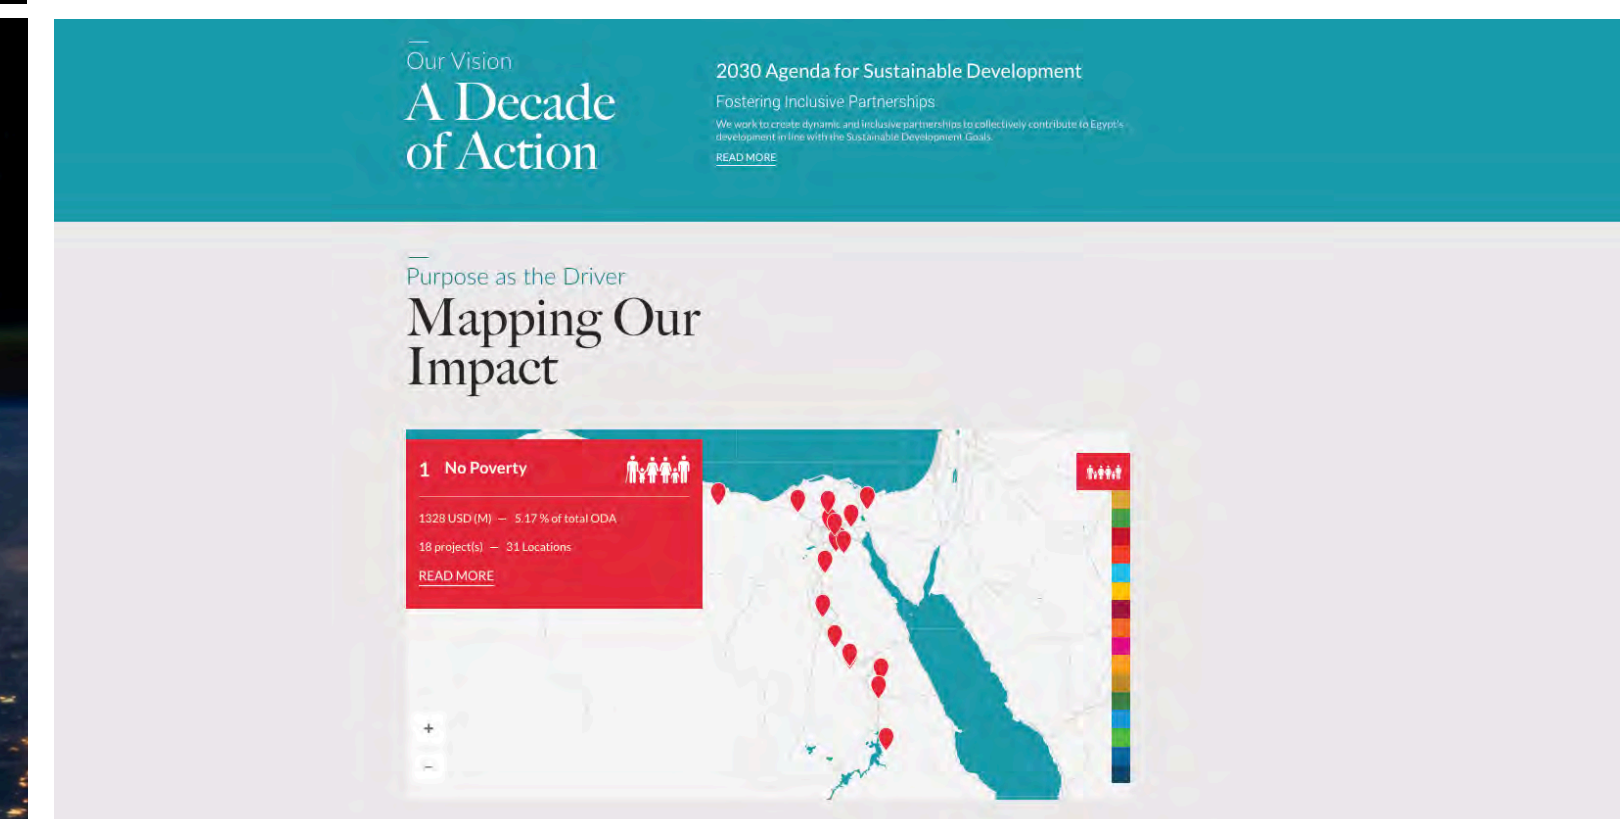 Our Vision
A Decade
of Action
2030 Agenda for Sustainable Development
Fostering Inclusive Partnerships
We work to create dynamic and inclusive partnerships to collectively contribute to Egypt's
development in line with the Sustainable Development Goals.
READ MORE
Purpose as the Driver
Mapping Our
Impact
1 No Poverty
1328 USD (M) — 5.17 % of total ODA
18 project(s) — 31 Locations
READ MORE
+
−